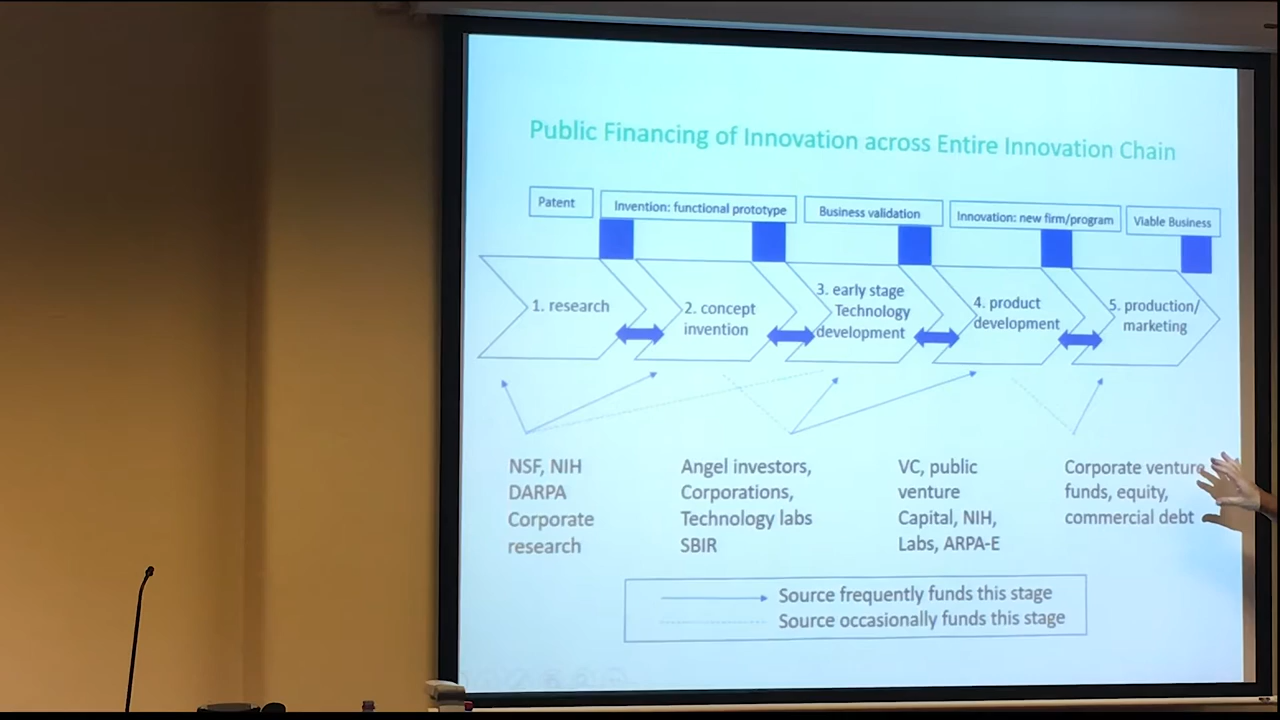 Public Financing of Innovation across Entire Innovation Chain
Patent
Invention: functional prototype
Business validation
Innovation: new firm/program
Viable Business
1. research
2. concept
invention
3. early stage
Technology
development
4. product
development
5. production/
marketing
NSF, NIH
DARPA
Corporate
research
Angel investors,
Corporations,
Technology labs
SBIR
VC, public
venture
Capital, NIH,
Labs, ARPA-E
Corporate venture
funds, equity,
commercial debt
Source frequently funds this stage
Source occasionally funds this stage